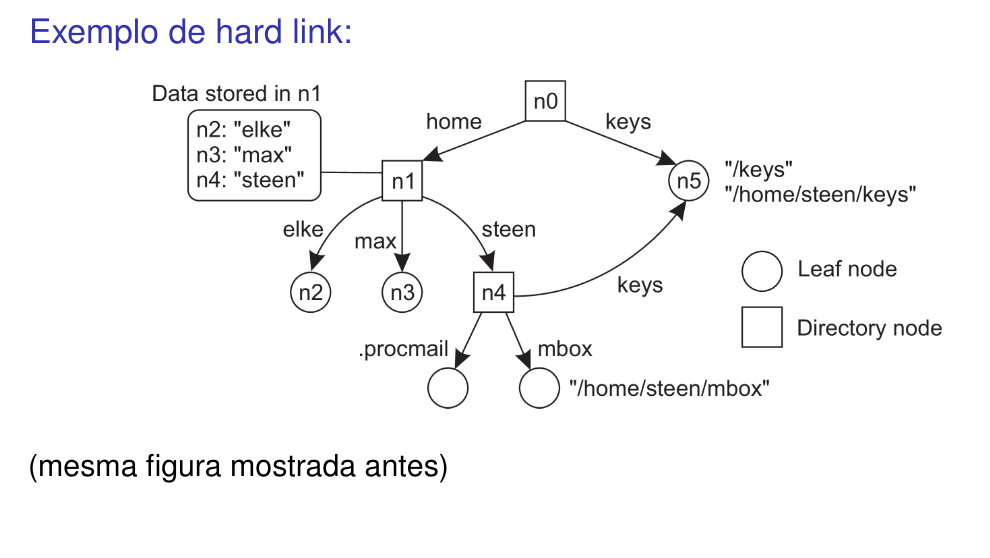 Exemplo de hard link:
Data stored in n1
n2: "elke"
n3: "max"
n4: "steen"
n0
home
keys
n1
n5
"/keys"
"/home/steen/keys"
elke
max
steen
n2
n3
n4
keys
Leaf node
Directory node
.procmail
mbox
"/home/steen/mbox"
(mesma figura mostrada antes)